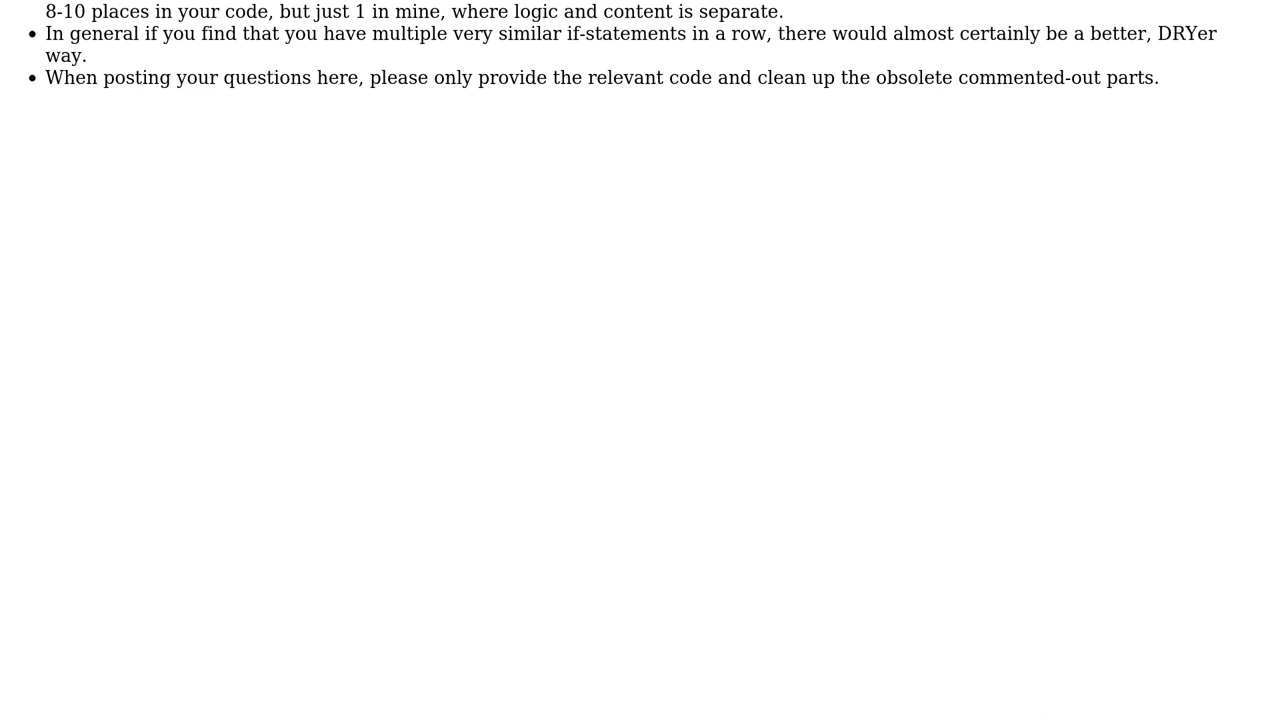 8-10 places in your code, but just 1 in mine, where logic and content is separate.
• In general if you find that you have multiple very similar if-statements in a row, there would almost certainly be a better, DRYer
way.
• When posting your questions here, please only provide the relevant code and clean up the obsolete commented-out parts.